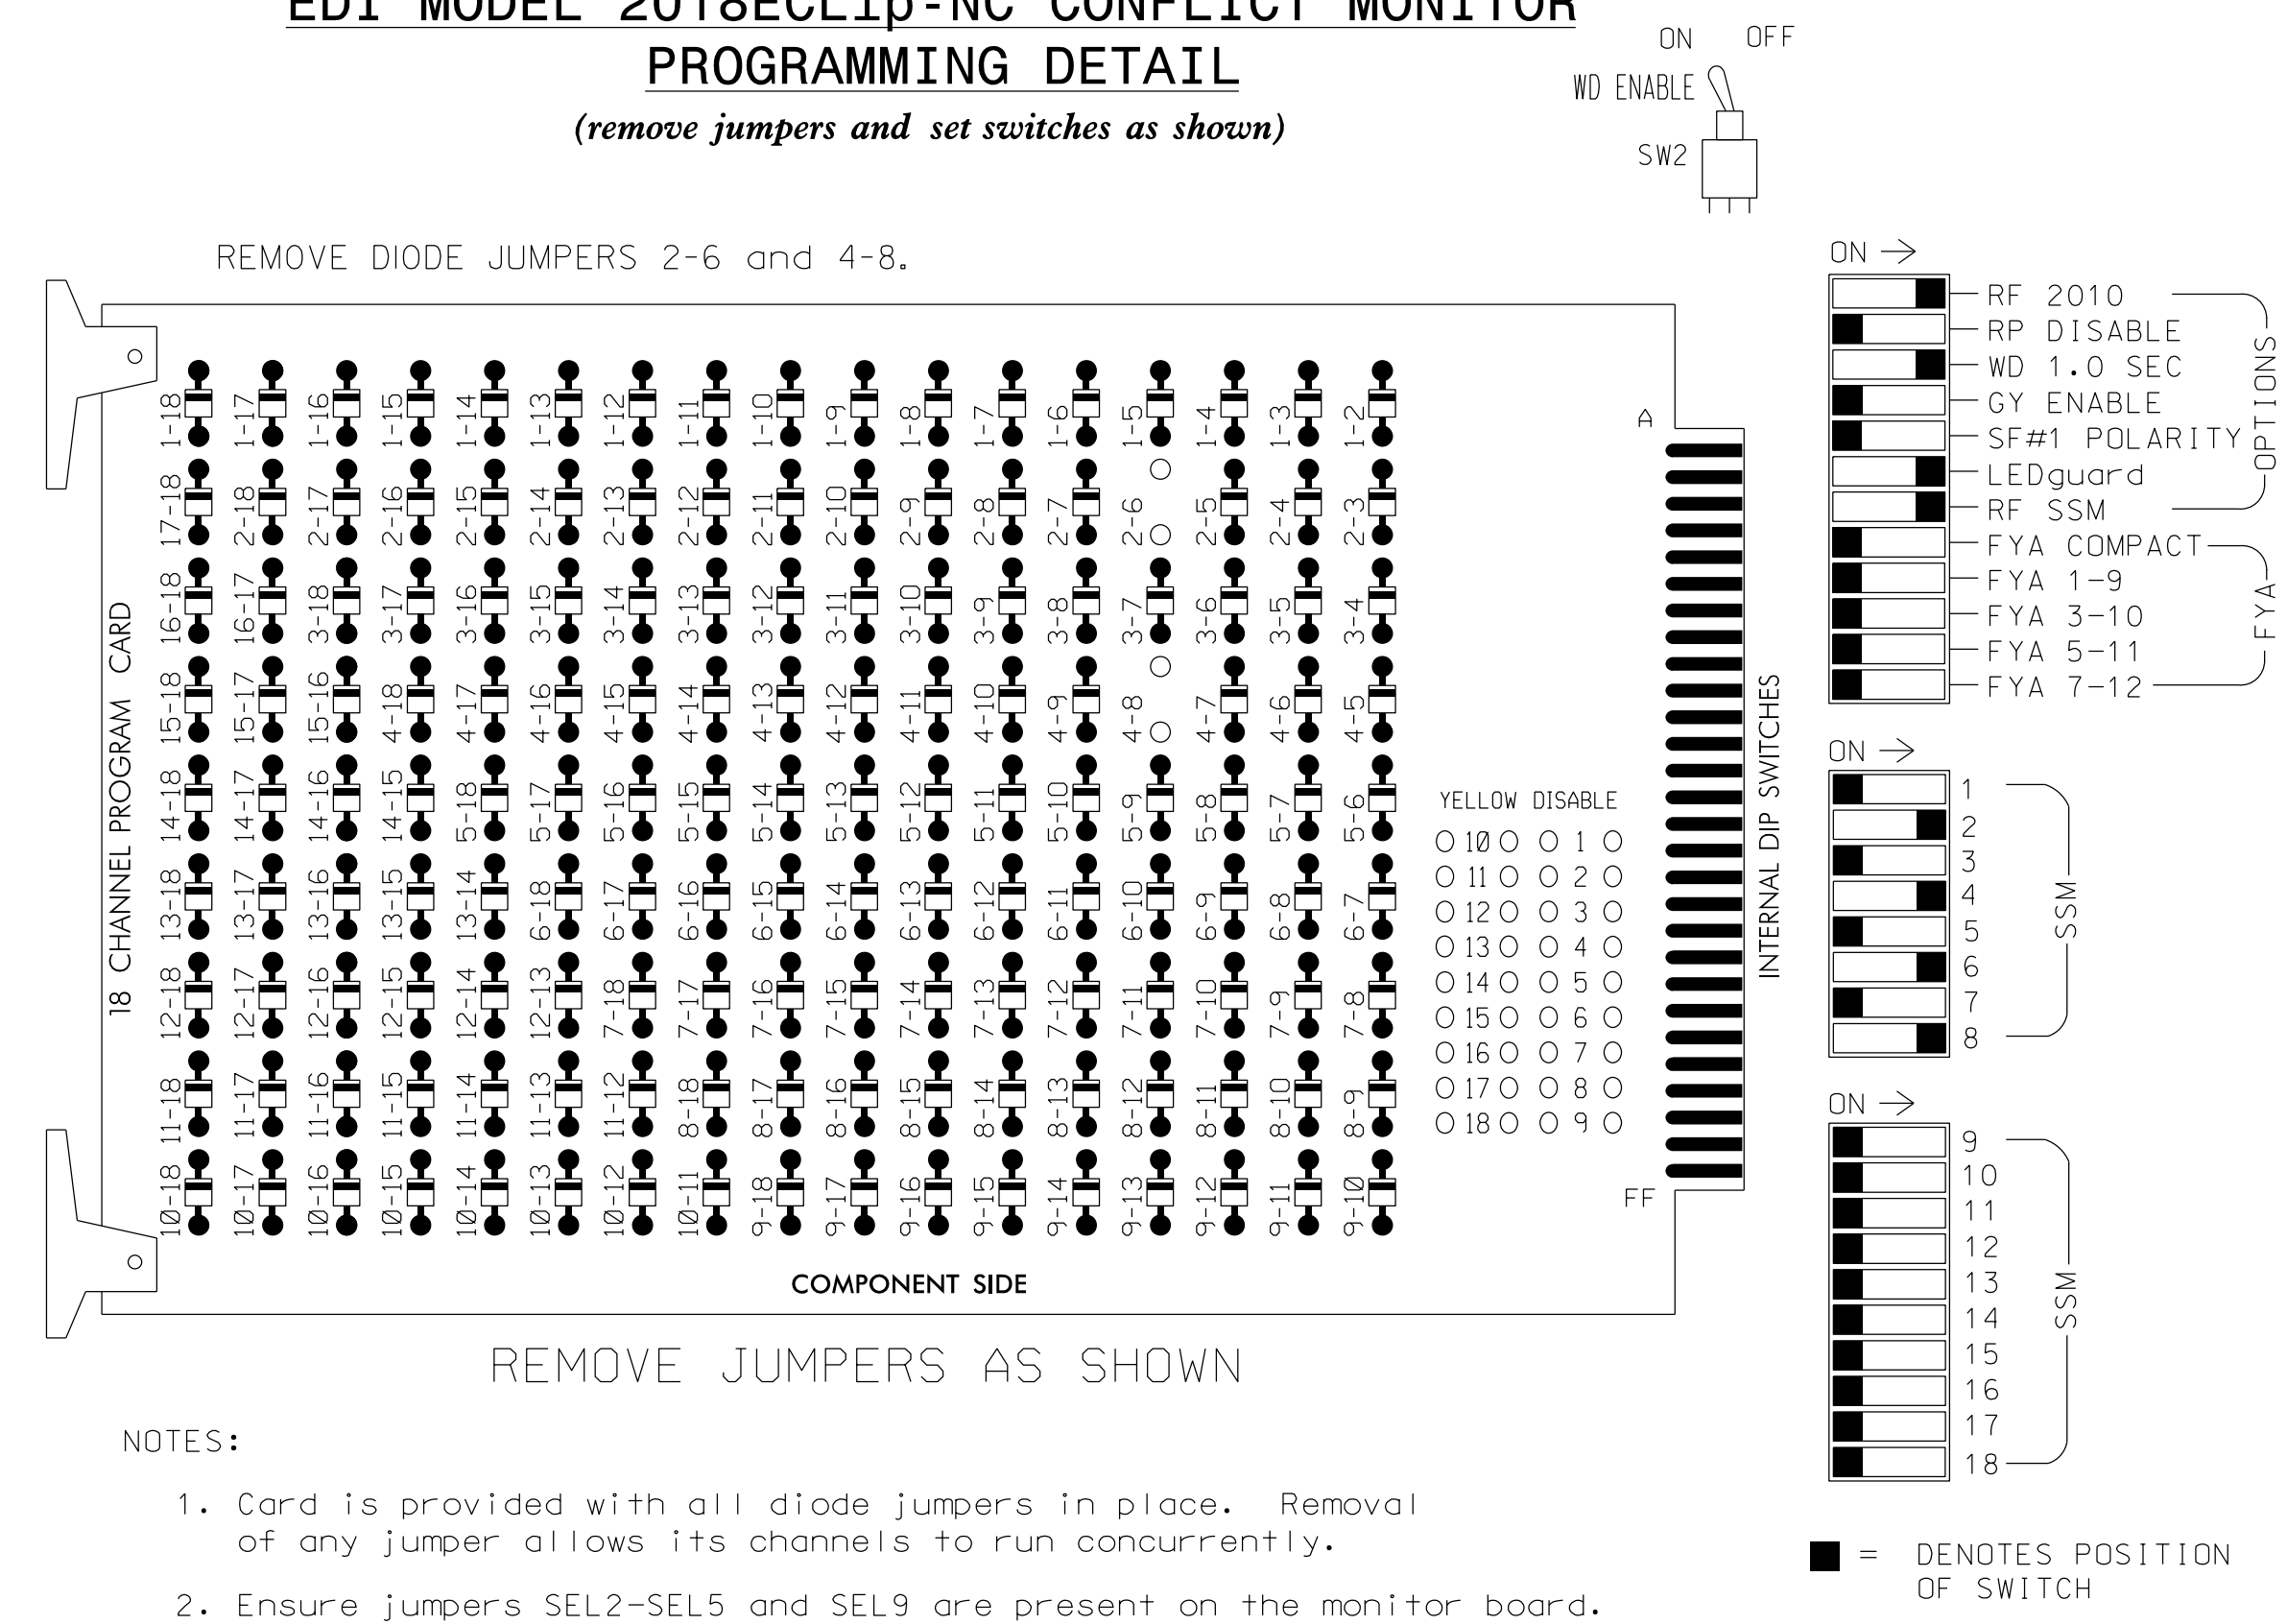 EDI MODEL 2018ECLip-NC CONFLICT MONITOR
PROGRAMMING DETAIL
(remove jumpers and set switches as shown)
ON OFF
WD ENABLE
SW2
REMOVE DIODE JUMPERS 2-6 and 4-8.
1-18 1-17 1-16 1-15 1-14 1-13 1-12 1-11 1-10 1-9 1-8 1-7 1-6 1-5 1-4 1-3 1-2
17-18 2-18 2-17 2-16 2-15 2-14 2-13 2-12 2-11 2-10 2-9 2-8 2-7 2-6 2-5 2-4 2-3
16-18 16-17 3-18 3-17 3-16 3-15 3-14 3-13 3-12 3-11 3-10 3-9 3-8 3-7 3-6 3-5 3-4
15-18 15-17 15-16 4-18 4-17 4-16 4-15 4-14 4-13 4-12 4-11 4-10 4-9 4-8 4-7 4-6 4-5
14-18 14-17 14-16 14-15 5-18 5-17 5-16 5-15 5-14 5-13 5-12 5-11 5-10 5-9 5-8 5-7 5-6
13-18 13-17 13-16 13-15 13-14 6-18 6-17 6-16 6-15 6-14 6-13 6-12 6-11 6-10 6-9 6-8 6-7
12-18 12-17 12-16 12-15 12-14 12-13 7-18 7-17 7-16 7-15 7-14 7-13 7-12 7-11 7-10 7-9 7-8
11-18 11-17 11-16 11-15 11-14 11-13 11-12 8-18 8-17 8-16 8-15 8-14 8-13 8-12 8-11 8-10 8-9
10-18 10-17 10-16 10-15 10-14 10-13 10-12 10-11 9-18 9-17 9-16 9-15 9-14 9-13 9-12 9-11 9-10
18 CHANNEL PROGRAM CARD
A
YELLOW DISABLE
10 1
11 2
12 3
13 4
14 5
15 6
16 7
17 8
18 9
FF
COMPONENT SIDE
INTERNAL DIP SWITCHES
ON →
RF 2010
RP DISABLE
WD 1.0 SEC
GY ENABLE
SF#1 POLARITY
LEDguard
RF SSM
OPTIONS
FYA COMPACT
FYA 1-9
FYA 3-10
FYA 5-11
FYA 7-12
FYA
ON →
1
2
3
4
5
6
7
8
SSM
ON →
9
10
11
12
13
14
15
16
17
18
SSM
REMOVE JUMPERS AS SHOWN
NOTES:
1. Card is provided with all diode jumpers in place. Removal
of any jumper allows its channels to run concurrently.
2. Ensure jumpers SEL2-SEL5 and SEL9 are present on the monitor board.
= DENOTES POSITION
OF SWITCH